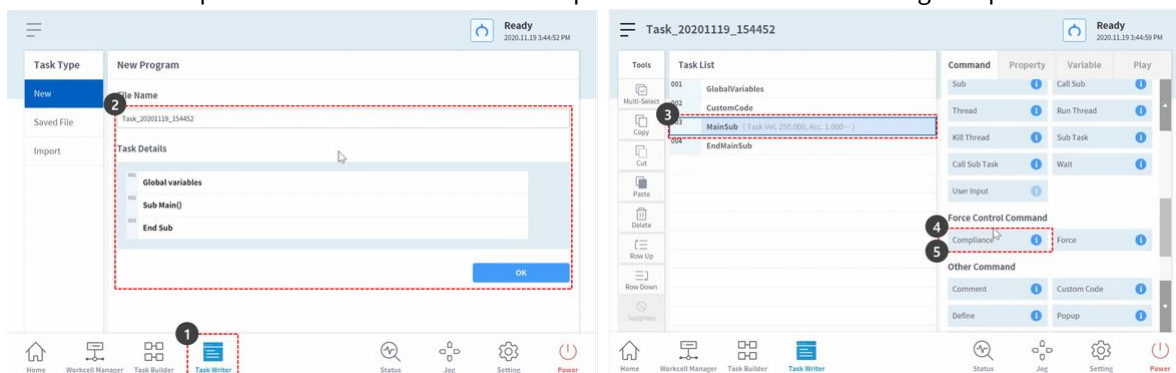 Ready
2020.11.19 3:44:52 PM
Task Type
New Program
New
File Name
2
Saved File
Task_20201119_154452
Import
Task Details
001
Global variables
002
Sub Main()
003
End Sub
OK
1
Home
Workcell Manager
Task Builder
Task Writer
Status
Jog
Setting
Power
Task_20201119_154452
Ready
2020.11.19 3:44:59 PM
Tools
Task List
Command
Property
Variable
Play
Multi-Select
Copy
Cut
Paste
Delete
Row Up
Row Down
Suppress
001
GlobalVariables
002
CustomCode
3
MainSub ( Task Vel. 250.000, Acc. 1.000··· )
004
EndMainSub
Sub
Call Sub
Thread
Run Thread
Kill Thread
Sub Task
Call Sub Task
Wait
User Input
Force Control Command
4
Compliance
Force
5
Other Command
Comment
Custom Code
Define
Popup
Home
Workcell Manager
Task Builder
Task Writer
Status
Jog
Setting
Power